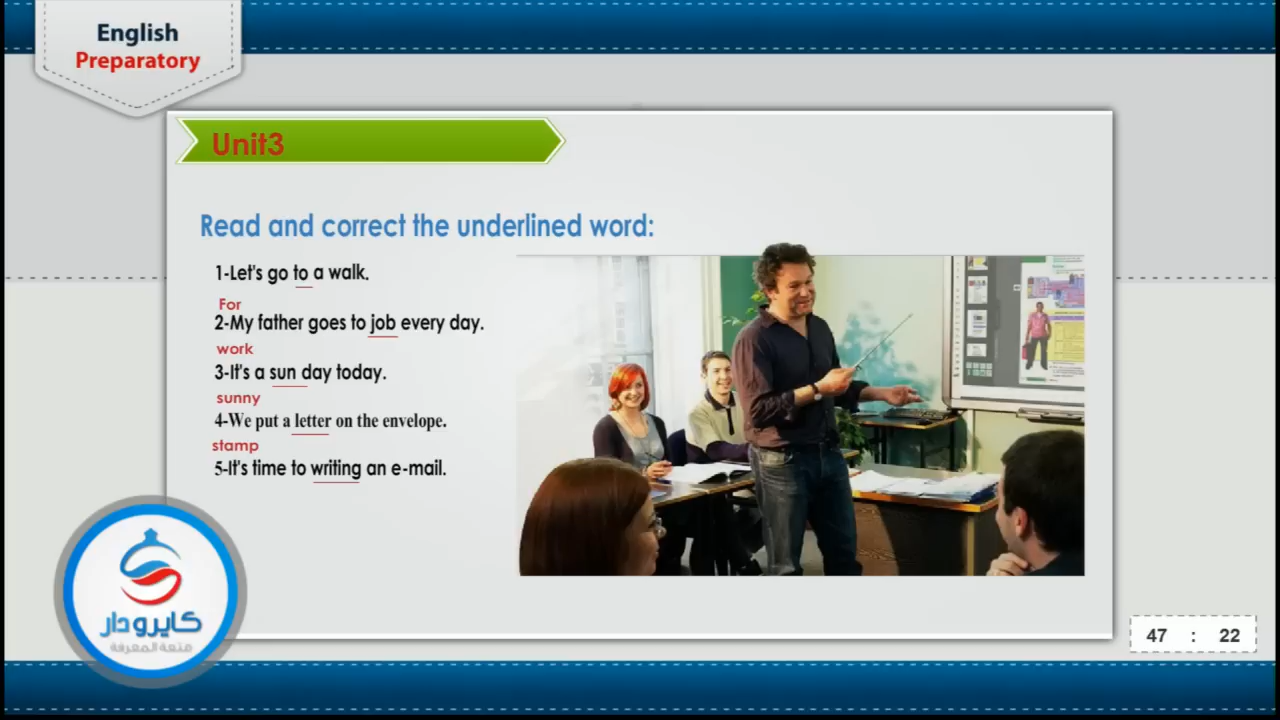 English
Preparatory
Unit3
Read and correct the underlined word:
1-Let's go to a walk.
For
2-My father goes to job every day.
work
3-It's a sun day today.
sunny
4-We put a letter on the envelope.
stamp
5-It's time to writing an e-mail.
كايرودار
متعة المعرفة
47 : 22